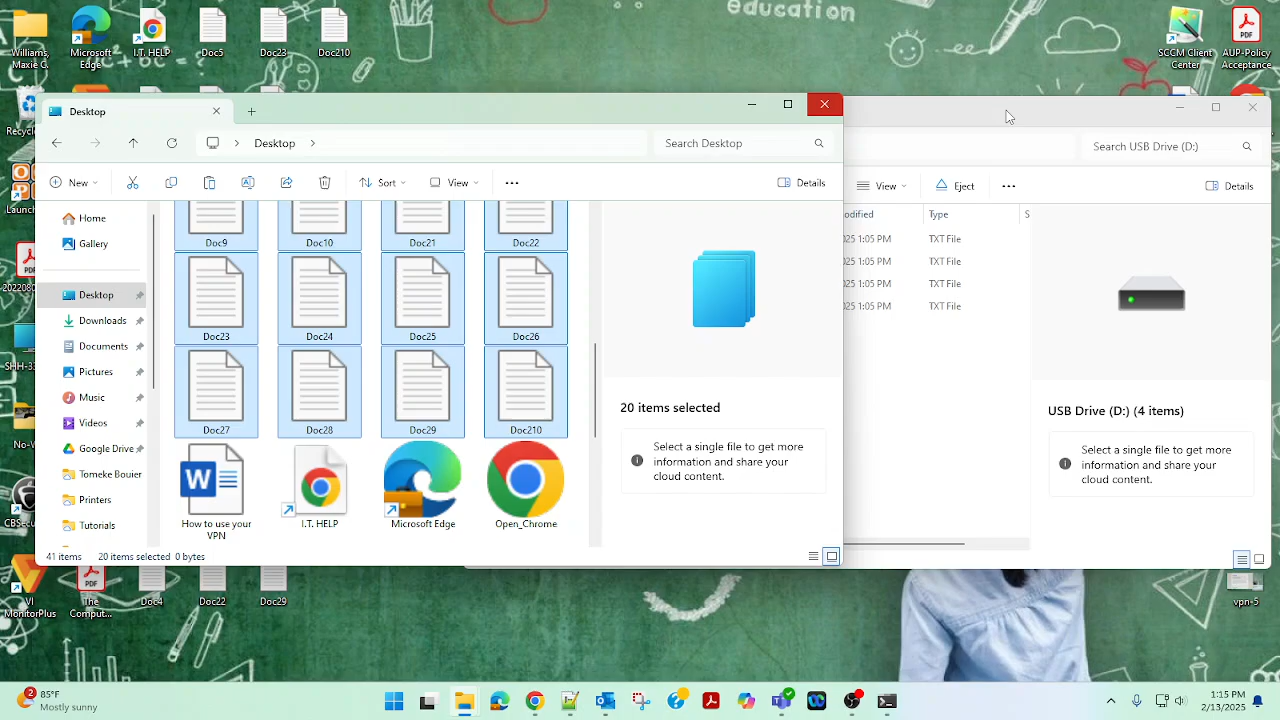 education
Williams, Maxie G,
Microsoft Edge
I.T. HELP
Doc5
Doc23
Doc210
SCCM Client Center
AUP-Policy Acceptance
Desktop
Desktop
Search Desktop
Search USB Drive (D:)
New
Sort
View
Details
View
Eject
Details
Home
Gallery
Desktop
Downloads
Documents
Pictures
Music
Videos
Google Drive
Tomeke Bouier
Printers
Tutorials
Doc9
Doc10
Doc21
Doc22
Doc23
Doc24
Doc25
Doc26
Doc27
Doc28
Doc29
Doc210
How to use your VPN
I.T. HELP
Microsoft Edge
Open_Chrome
20 items selected
Select a single file to get more
information and share your
cloud content.
41 items
20 items selected 0 bytes
odified
Type
S
025 1:05 PM
TXT File
025 1:05 PM
TXT File
025 1:05 PM
TXT File
025 1:05 PM
TXT File
USB Drive (D:) (4 items)
Select a single file to get more
information and share your
cloud content.
VI MonitorPlus
The Comput...
Doc4
Doc22
Doc29
vpn-5
2
85°F
Mostly sunny
1:15 PM
2/13/2025